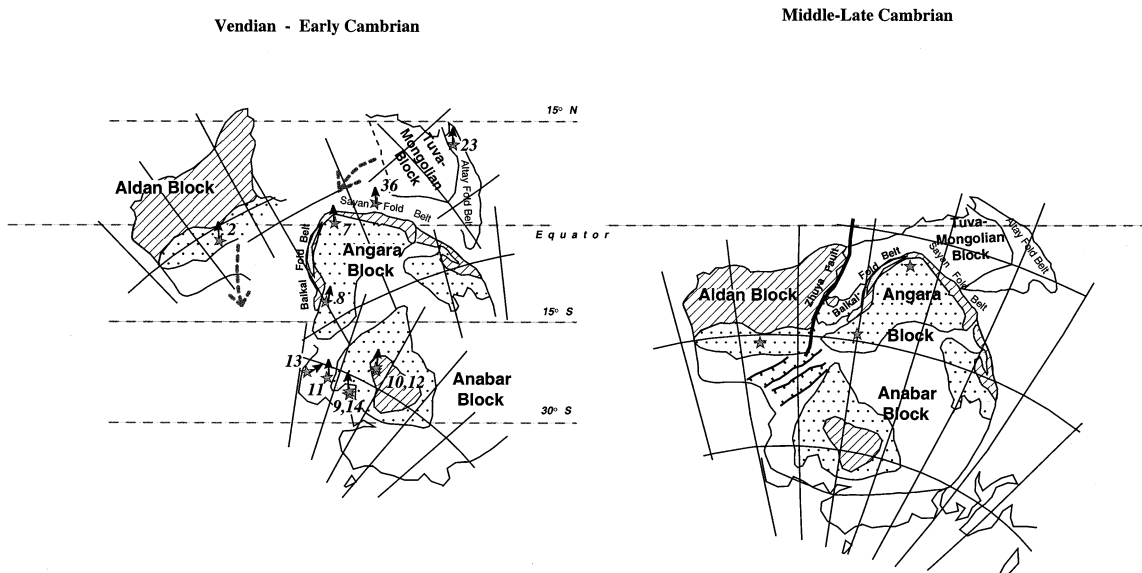 Vendian - Early Cambrian
Middle-Late Cambrian
15° N
23
Tuva-
Mongolian
Block
Altay Fold Belt
Aldan Block
36
Sayan Fold Belt
2
7
Equator
Baikal Fold Belt
Angara
Block
8
15° S
13
11
9,14
10,12
Anabar
Block
30° S
Tuva-
Mongolian
Block
Altay Fold Belt
Zhuya Fault
Baikal Fold Belt
Sayan Fold Belt
Aldan Block
Angara
Block
Anabar
Block